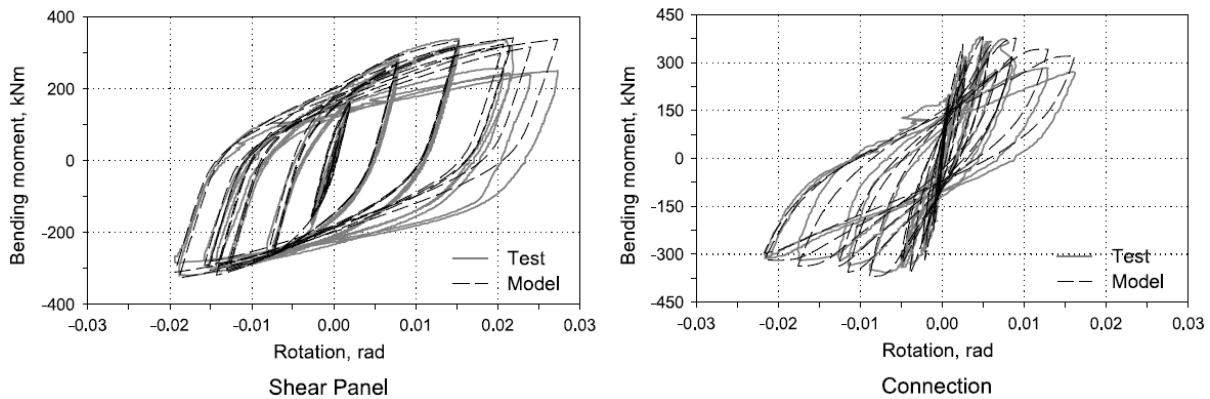 400
200
0
-200
-400
Bending moment, kNm
Test
Model
-0.03 -0.02 -0.01 0.00 0.01 0.02 0.03
Rotation, rad
Shear Panel
450
300
150
0
-150
-300
-450
Bending moment, kNm
Test
Model
-0.03 -0.02 -0.01 0.00 0.01 0.02 0.03
Rotation, rad
Connection